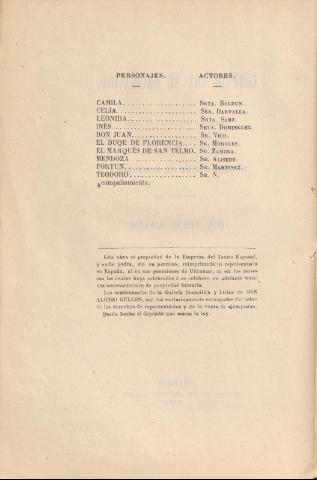 PERSONAJES. ACTORES.
CAMILA..................... SRTA. BOLDUN.
CELIA...................... SRA. DARDALLA.
LEONIDA.................... SRTA. SANZ.
INÉS....................... SRTA. DOMINGUEZ.
DON JUAN................... SR. VICO.
EL DUQE DE FLORENCIA.... SR. MORALES.
EL MARQUÉS DE SAN TELMO. SR. ZAMORA.
MENDOZA.................... SR. ALISEDO.
FORTUN..................... SR. MARTINEZ.
TEODORO.................... SR. N.
Acompañamiento.
Esta obra es propiedad de la Empresa del Teatro Español,
y nadie podrá, sin su permiso, reimprimirla ni representarla
en España, ni en sus posesiones de Ultramar, ni en los paises
con los cuales haya celebrados ó se celebren en adelante trata-
dos internacionales de propiedad literaria.
Los comisionados de la Galería Dramática y Lírica de DON
ALONSO GULLON, son los exclusivamente encargados del cobro
de los derechos de representacion y de la venta de ejemplares.
Queda hecho el depósito que marca la ley.